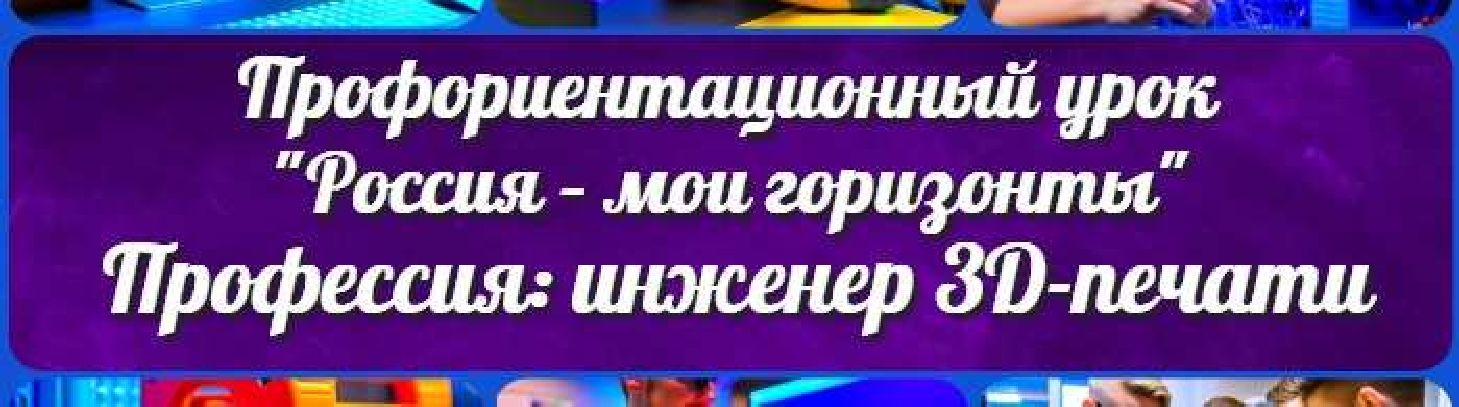 Профориентационный урок
"Россия – мои горизонты"
Профессия: инженер 3D-печати